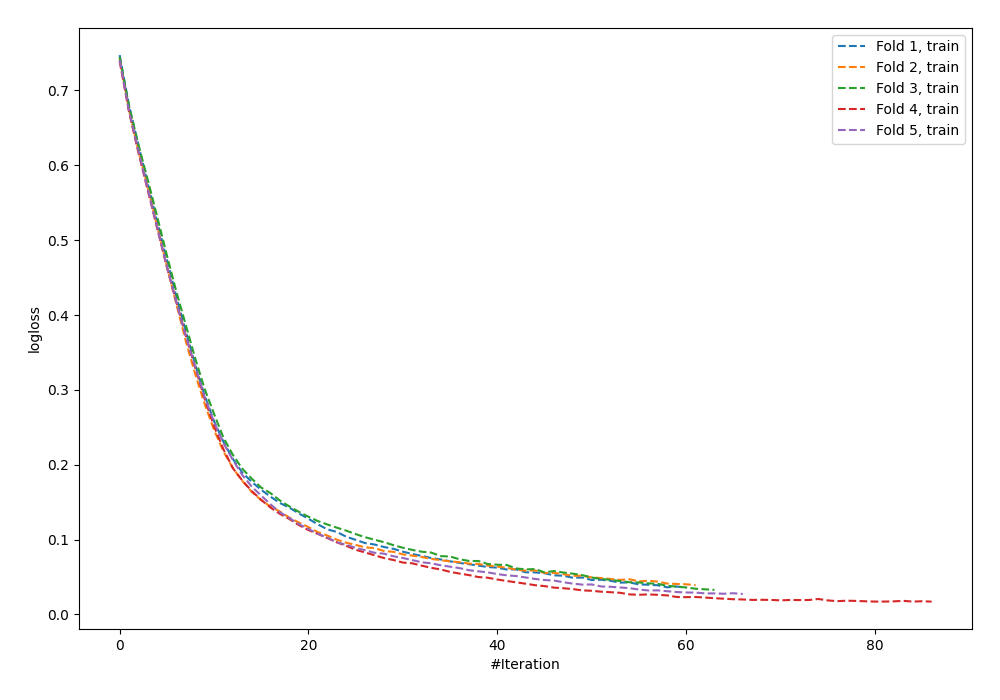 Fold 1, train
Fold 2, train
Fold 3, train
Fold 4, train
Fold 5, train
logloss
0.7
0.6
0.5
0.4
0.3
0.2
0.1
0.0
0
20
40
60
80
#Iteration